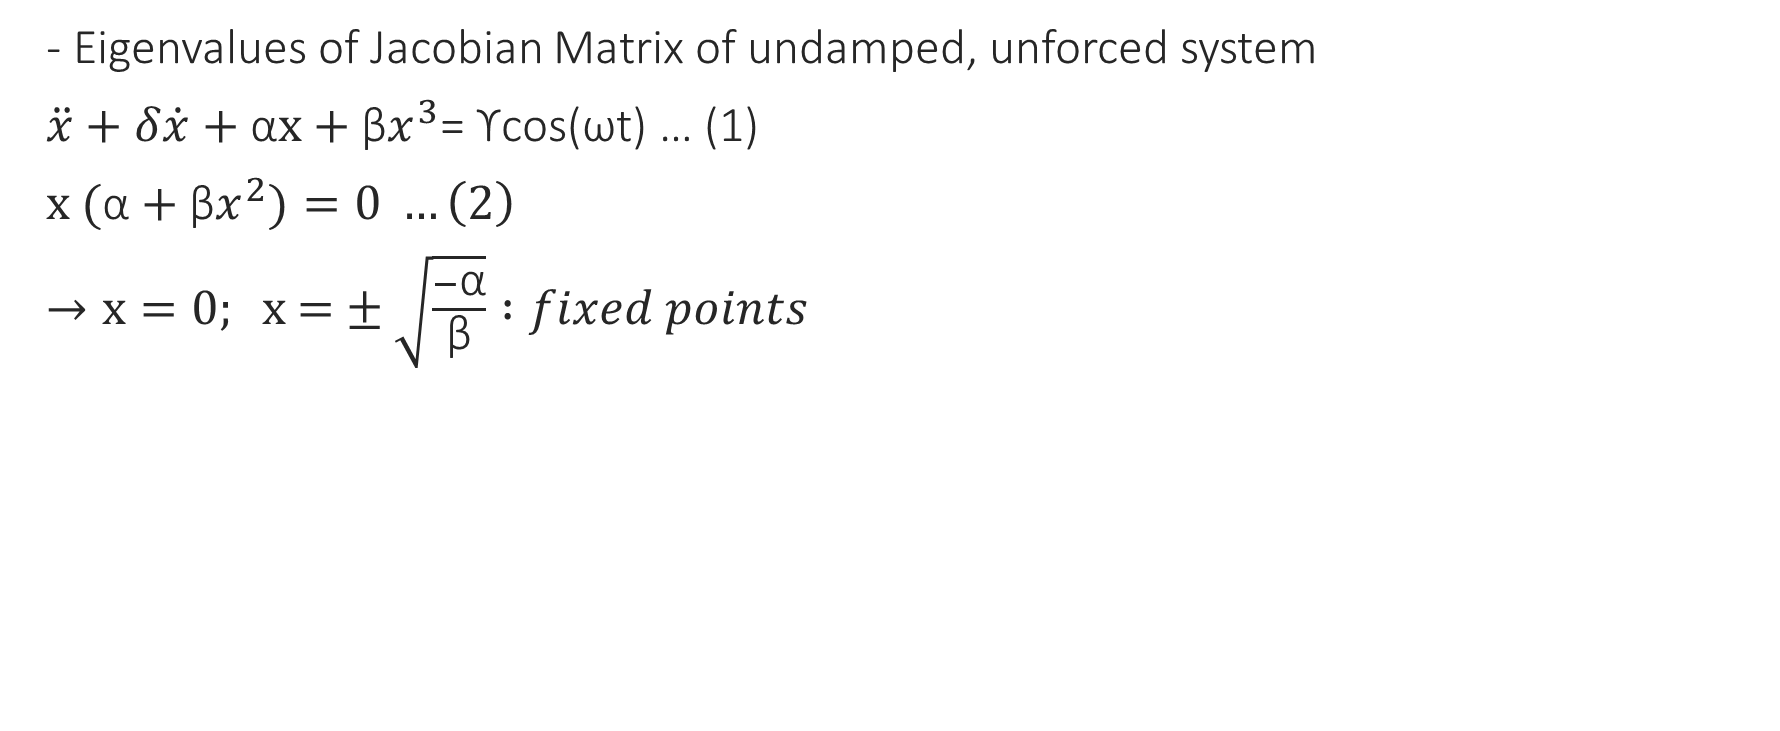 - Eigenvalues of Jacobian Matrix of undamped, unforced system
ẍ + δẋ + αx + βx³= ϒcos(ωt) ... (1)
x (α + βx²) = 0 ... (2)
→ x = 0; x = ± √(−α/β) : fixed points